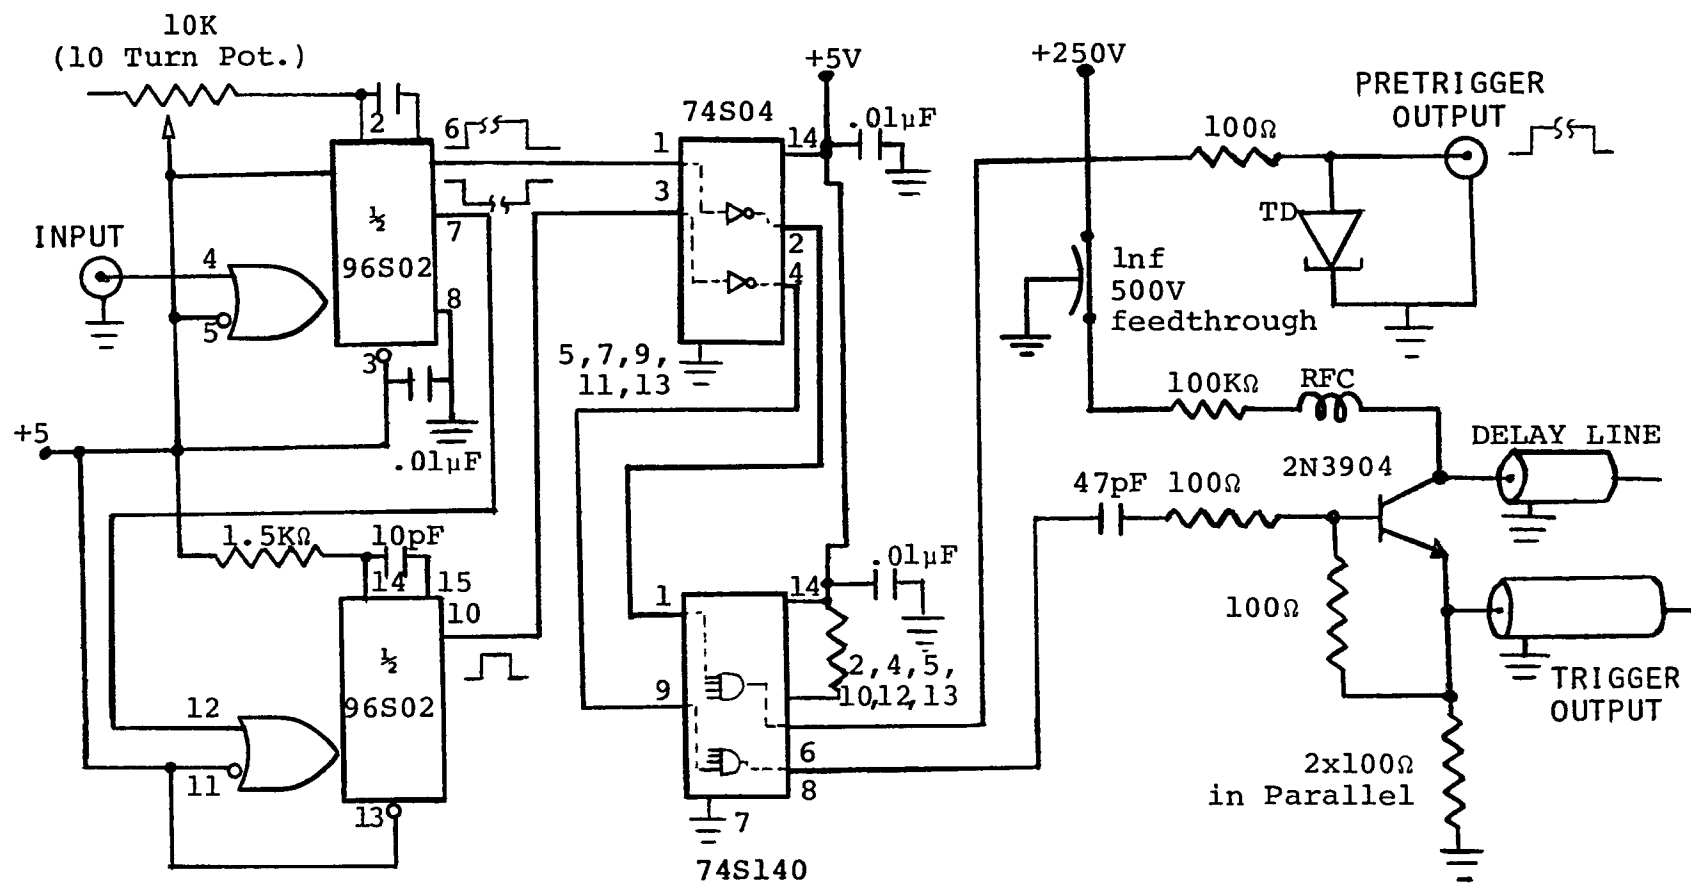 10K
(10 Turn Pot.)
2
6
½
96S02
7
INPUT
4
5
8
3
.01µF
+5
1.5KΩ
10pF
14
15
10
½
96S02
12
11
13
74S04
1
3
14
2
4
5,7,9,
11,13
+5V
.01µF
.01µF
14
1
9
2,4,5,
10,12,13
6
8
7
74S140
+250V
1nf
500V
feedthrough
100Ω
PRETRIGGER
OUTPUT
TD
100KΩ
RFC
DELAY LINE
2N3904
47pF
100Ω
100Ω
TRIGGER
OUTPUT
2x100Ω
in Parallel